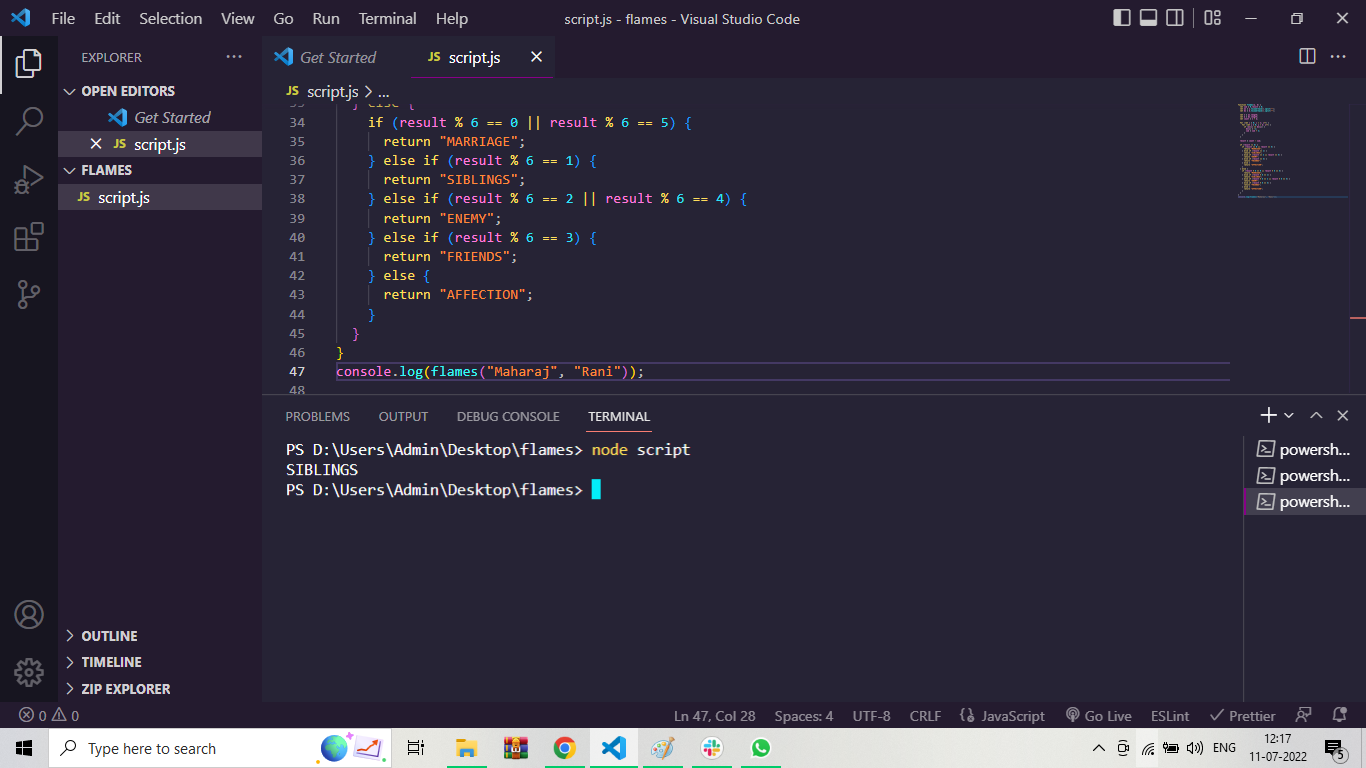 File Edit Selection View Go Run Terminal Help
script.js - flames - Visual Studio Code
EXPLORER
OPEN EDITORS
Get Started
script.js
FLAMES
JS script.js
OUTLINE
TIMELINE
ZIP EXPLORER
Get Started JS script.js
JS script.js > ...
33 } else {
34 if (result % 6 == 0 || result % 6 == 5) {
35 return "MARRIAGE";
36 } else if (result % 6 == 1) {
37 return "SIBLINGS";
38 } else if (result % 6 == 2 || result % 6 == 4) {
39 return "ENEMY";
40 } else if (result % 6 == 3) {
41 return "FRIENDS";
42 } else {
43 return "AFFECTION";
44 }
45 }
46 }
47 console.log(flames("Maharaj", "Rani"));
48
PROBLEMS OUTPUT DEBUG CONSOLE TERMINAL
PS D:\Users\Admin\Desktop\flames> node script
SIBLINGS
PS D:\Users\Admin\Desktop\flames>
powersh...
powersh...
powersh...
0 0 Ln 47, Col 28 Spaces: 4 UTF-8 CRLF JavaScript Go Live ESLint Prettier
Type here to search
ENG
12:17
11-07-2022
5